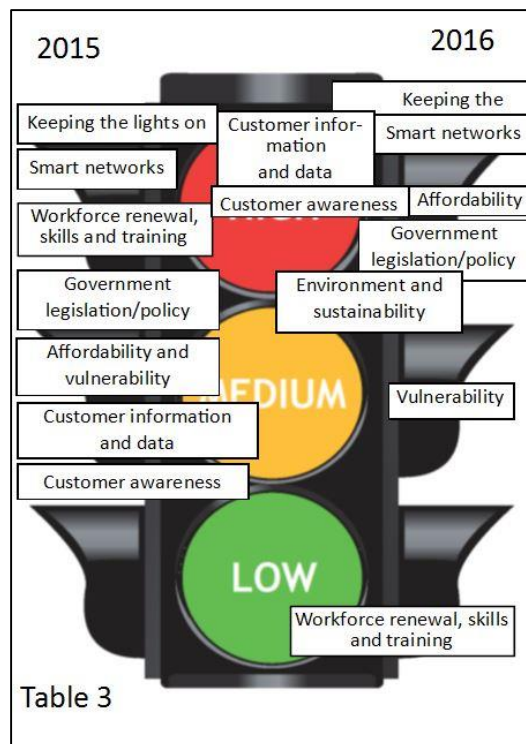 2015
2016
Keeping the lights on
Smart networks
Workforce renewal,
skills and training
Government
legislation/policy
Affordability and
vulnerability
Customer information
and data
Customer awareness
Customer infor-
mation
and data
Customer awareness
Keeping the
Smart networks
Affordability
Government
legislation/policy
Environment and
sustainability
MEDIUM
Vulnerability
LOW
Workforce renewal, skills
and training
Table 3